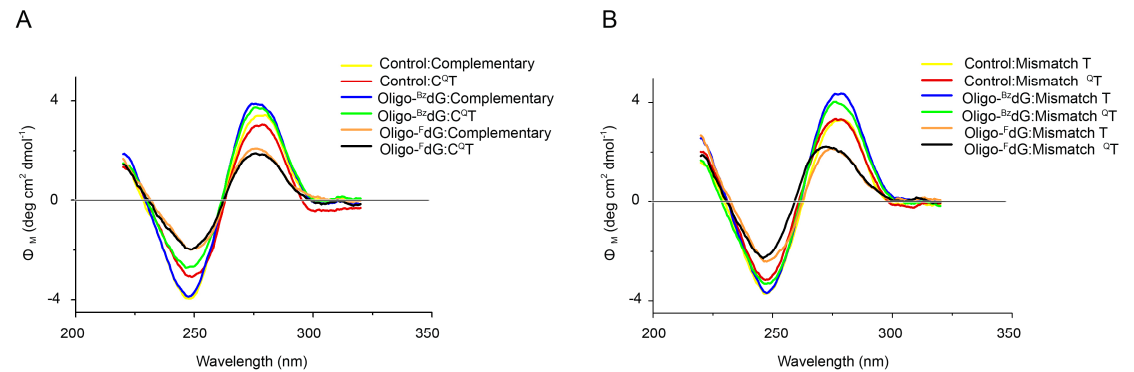 A
Control:Complementary
Control:CQT
Oligo-BzdG:Complementary
Oligo-BzdG:CQT
Oligo-FdG:Complementary
Oligo-FdG:CQT
4
0
-4
Φ M (deg cm2 dmol-1)
200 250 300 350
Wavelength (nm)
B
Control:Mismatch T
Control:Mismatch QT
Oligo-BzdG:Mismatch T
Oligo-BzdG:Mismatch QT
Oligo-FdG:Mismatch T
Oligo-FdG:Mismatch QT
4
0
-4
Φ M (deg cm2 dmol-1)
200 250 300 350
Wavelength (nm)